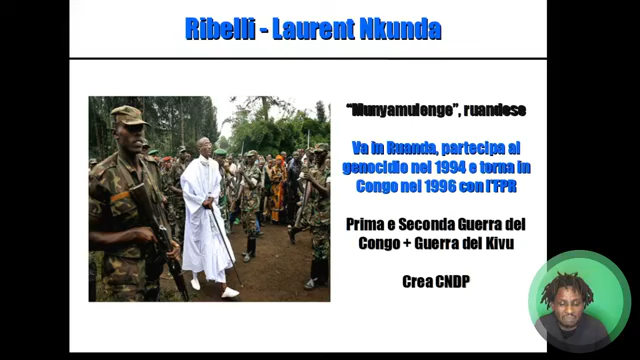 Ribelli - Laurent Nkunda
“Munyamulenge”, ruandese
Va in Ruanda, partecipa al
genocidio nel 1994 e torna in
Congo nel 1996 con l'FPR
Prima e Seconda Guerra del
Congo + Guerra del Kivu
Crea CNDP